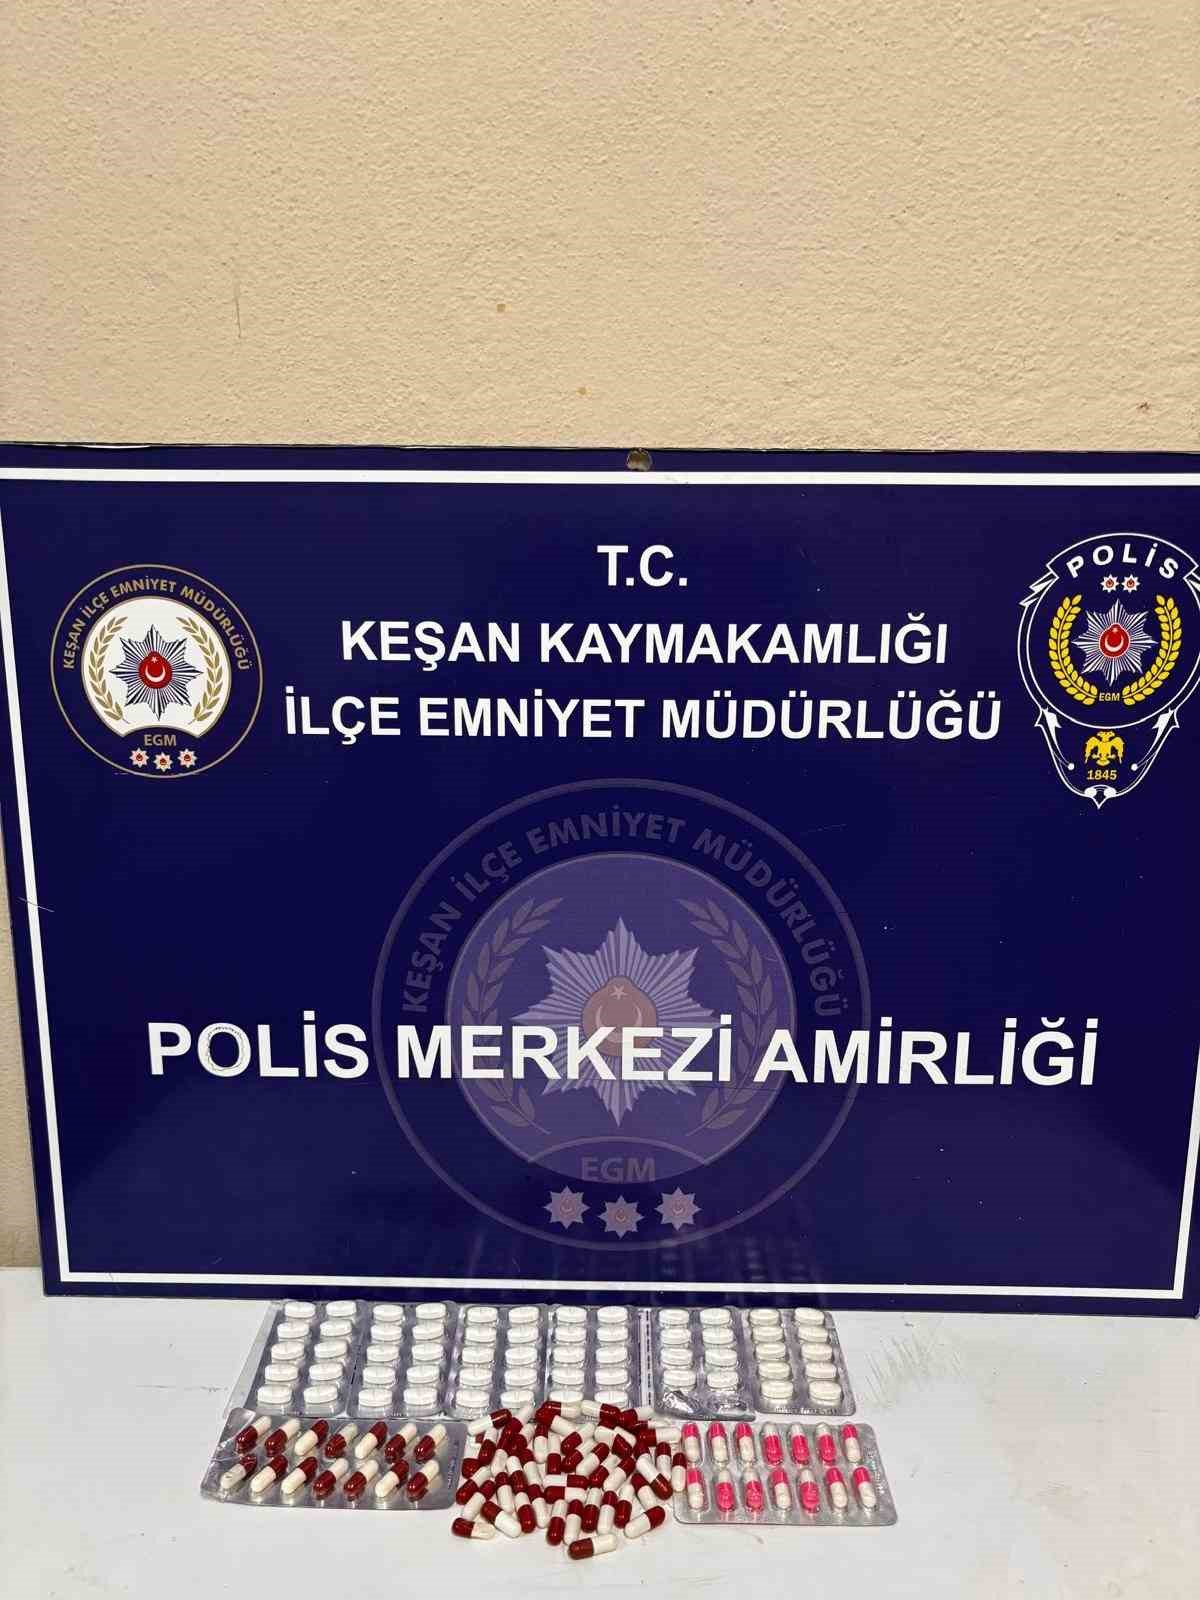 T.C.
KEŞAN KAYMAKAMLIĞI
İLÇE EMNİYET MÜDÜRLÜĞÜ
KEŞAN İLÇE EMNİYET MÜDÜRLÜĞÜ
EGM
POLİS
EGM
1845
KEŞAN İLÇE EMNİYET MÜDÜRLÜĞÜ
POLİS MERKEZİ AMİRLİĞİ
EGM